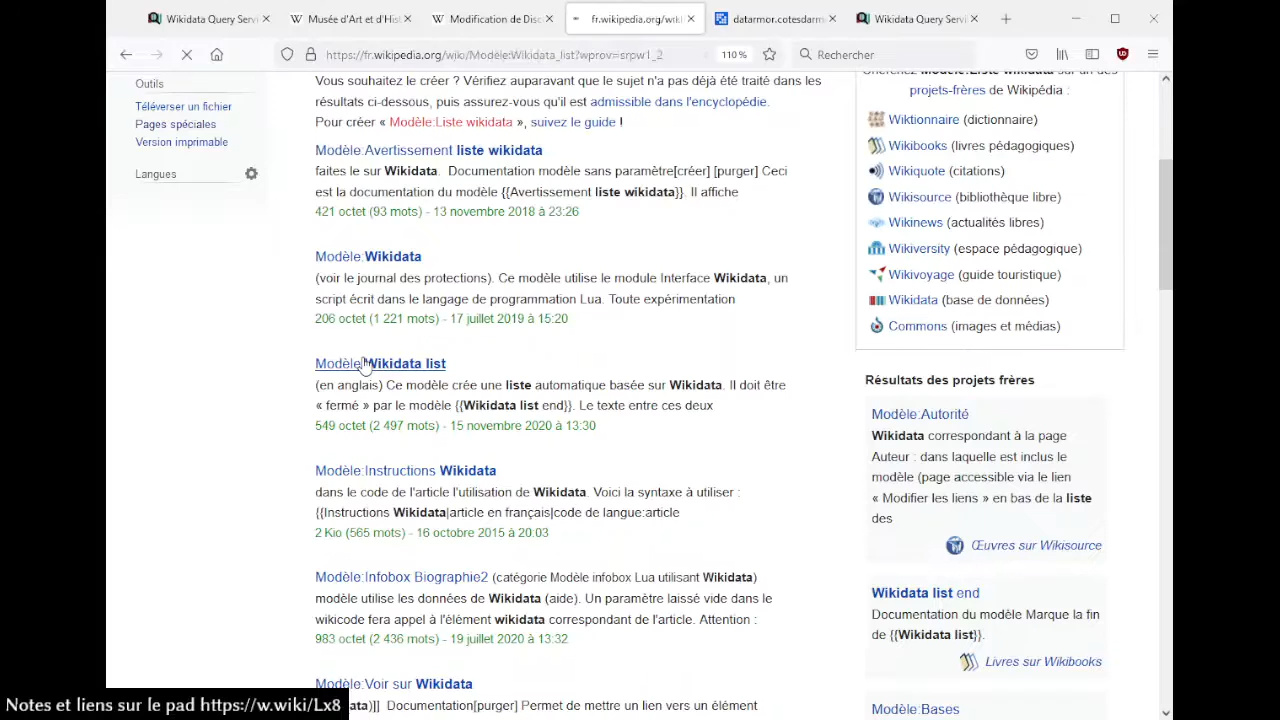 Wikidata Query Servi
Musée d'Art et d'His
Modification de Disc
fr.wikipedia.org/wiki
datarmor.cotesdarmo
Wikidata Query Servi
https://fr.wikipedia.org/wiki/Modèle:Wikidata_list?wprov=srpw1_2
110 %
Rechercher
Outils
Téléverser un fichier
Pages spéciales
Version imprimable
Langues
Vous souhaitez le créer ? Vérifiez auparavant que le sujet n'a pas déjà été traité dans les
résultats ci-dessous, puis assurez-vous qu'il est admissible dans l'encyclopédie.
Pour créer « Modèle:Liste wikidata », suivez le guide !
Modèle:Avertissement liste wikidata
faites le sur Wikidata. Documentation modèle sans paramètre[créer] [purger] Ceci
est la documentation du modèle {{Avertissement liste wikidata}}. Il affiche
421 octet (93 mots) - 13 novembre 2018 à 23:26
Modèle:Wikidata
(voir le journal des protections). Ce modèle utilise le module Interface Wikidata, un
script écrit dans le langage de programmation Lua. Toute expérimentation
206 octet (1 221 mots) - 17 juillet 2019 à 15:20
Modèle:Wikidata list
(en anglais) Ce modèle crée une liste automatique basée sur Wikidata. Il doit être
« fermé » par le modèle {{Wikidata list end}}. Le texte entre ces deux
549 octet (2 497 mots) - 15 novembre 2020 à 13:30
Modèle:Instructions Wikidata
dans le code de l'article l'utilisation de Wikidata. Voici la syntaxe à utiliser :
{{Instructions Wikidata|article en français|code de langue:article
2 Kio (565 mots) - 16 octobre 2015 à 20:03
Modèle:Infobox Biographie2 (catégorie Modèle infobox Lua utilisant Wikidata)
modèle utilise les données de Wikidata (aide). Un paramètre laissé vide dans le
wikicode fera appel à l'élément wikidata correspondant de l'article. Attention :
983 octet (2 436 mots) - 19 juillet 2020 à 13:32
Modèle:Voir sur Wikidata
ata)]] Documentation[purger] Permet de mettre un lien vers un élément
Cherchez Modèle:Liste wikidata sur un des
projets-frères de Wikipédia :
Wiktionnaire (dictionnaire)
Wikibooks (livres pédagogiques)
Wikiquote (citations)
Wikisource (bibliothèque libre)
Wikinews (actualités libres)
Wikiversity (espace pédagogique)
Wikivoyage (guide touristique)
Wikidata (base de données)
Commons (images et médias)
Résultats des projets frères
Modèle:Autorité
Wikidata correspondant à la page
Auteur : dans laquelle est inclus le
modèle (page accessible via le lien
« Modifier les liens » en bas de la liste
des
Œuvres sur Wikisource
Wikidata list end
Documentation du modèle Marque la fin
de {{Wikidata list}}.
Livres sur Wikibooks
Modèle:Bases
Notes et liens sur le pad https://w.wiki/Lx8